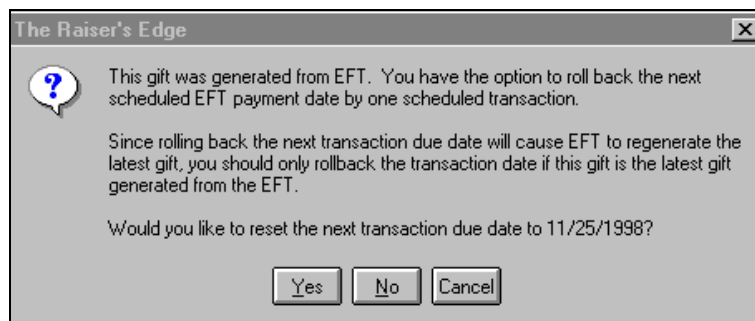 The Raiser's Edge
This gift was generated from EFT.  You have the option to roll back the next
scheduled EFT payment date by one scheduled transaction.
Since rolling back the next transaction due date will cause EFT to regenerate the
latest gift, you should only rollback the transaction date if this gift is the latest gift
generated from the EFT.
Would you like to reset the next transaction due date to 11/25/1998?
Yes No Cancel